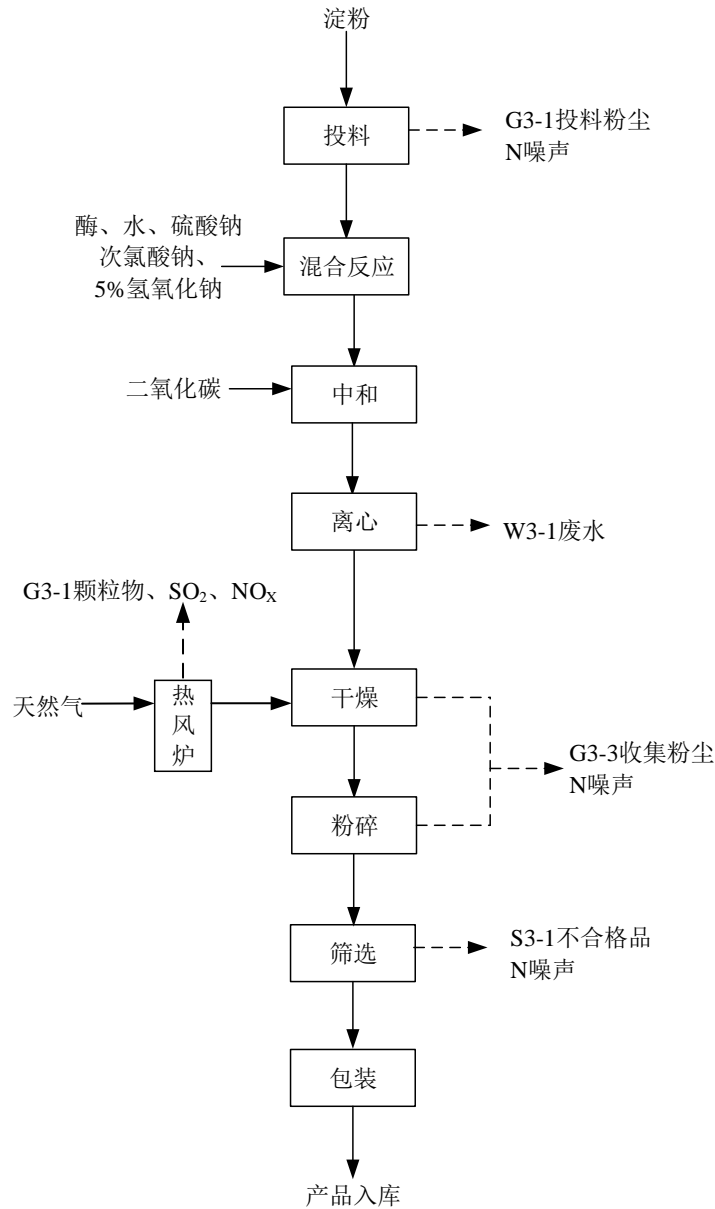 淀粉
投料
G3-1投料粉尘
N噪声
酶、水、硫酸钠
次氯酸钠、
5%氢氧化钠
混合反应
二氧化碳
中和
离心
W3-1废水
G3-1颗粒物、SO₂、NOX
天然气
热
风
炉
干燥
G3-3收集粉尘
N噪声
粉碎
筛选
S3-1不合格品
N噪声
包装
产品入库